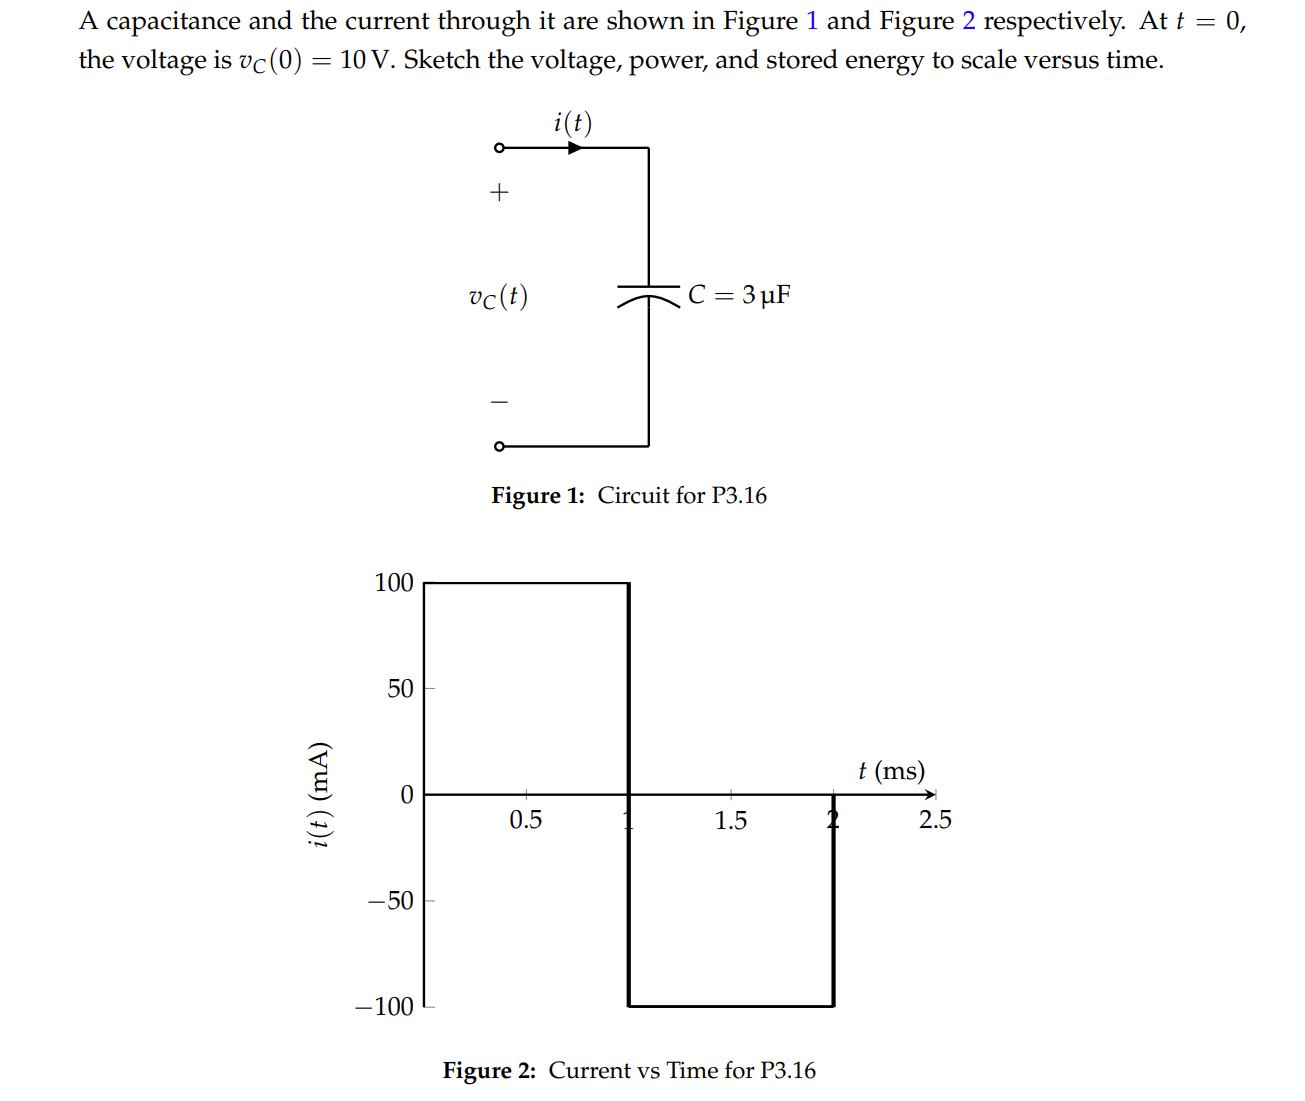 A capacitance and the current through it are shown in Figure 1 and Figure 2 respectively. At t = 0,
the voltage is v_C(0) = 10 V. Sketch the voltage, power, and stored energy to scale versus time.
i(t)
+
v_C(t)
C = 3 µF
−
Figure 1: Circuit for P3.16
100
50
0
−50
−100
i(t) (mA)
t (ms)
0.5
1
1.5
2
2.5
Figure 2: Current vs Time for P3.16